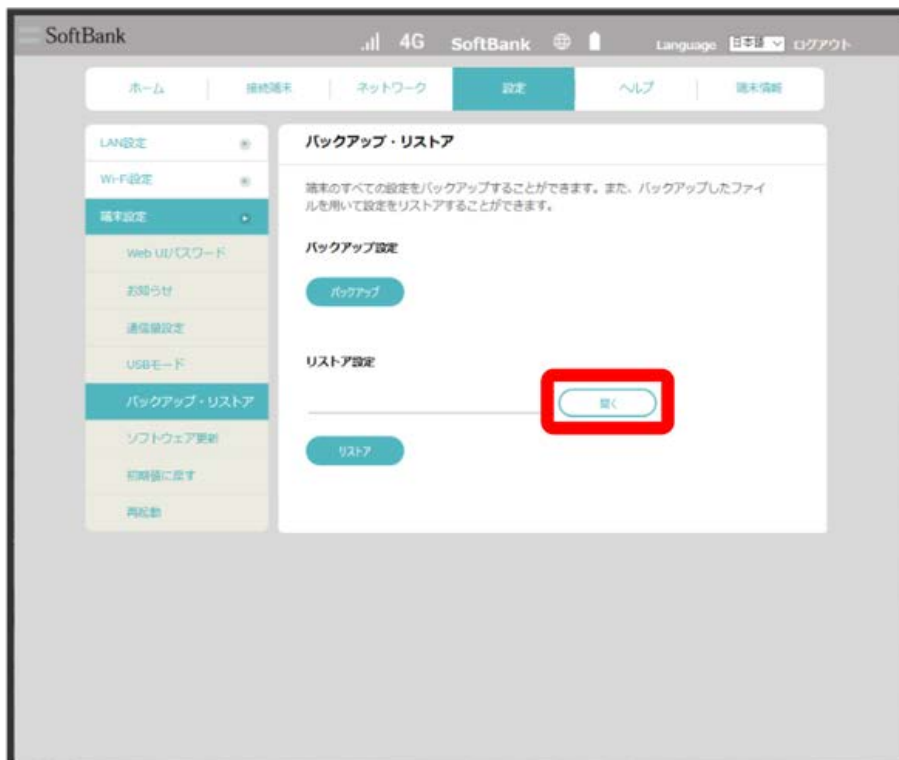 SoftBank
4G SoftBank
Language 日本語 ログアウト
ホーム 接続端末 ネットワーク 設定 ヘルプ 端末情報
LAN設定
Wi-Fi設定
端末設定
Web UIパスワード
お知らせ
通信量設定
USBモード
バックアップ・リストア
ソフトウェア更新
初期値に戻す
再起動
バックアップ・リストア
端末のすべての設定をバックアップすることができます。また、バックアップしたファイ
ルを用いて設定をリストアすることができます。
バックアップ設定
バックアップ
リストア設定
開く
リストア